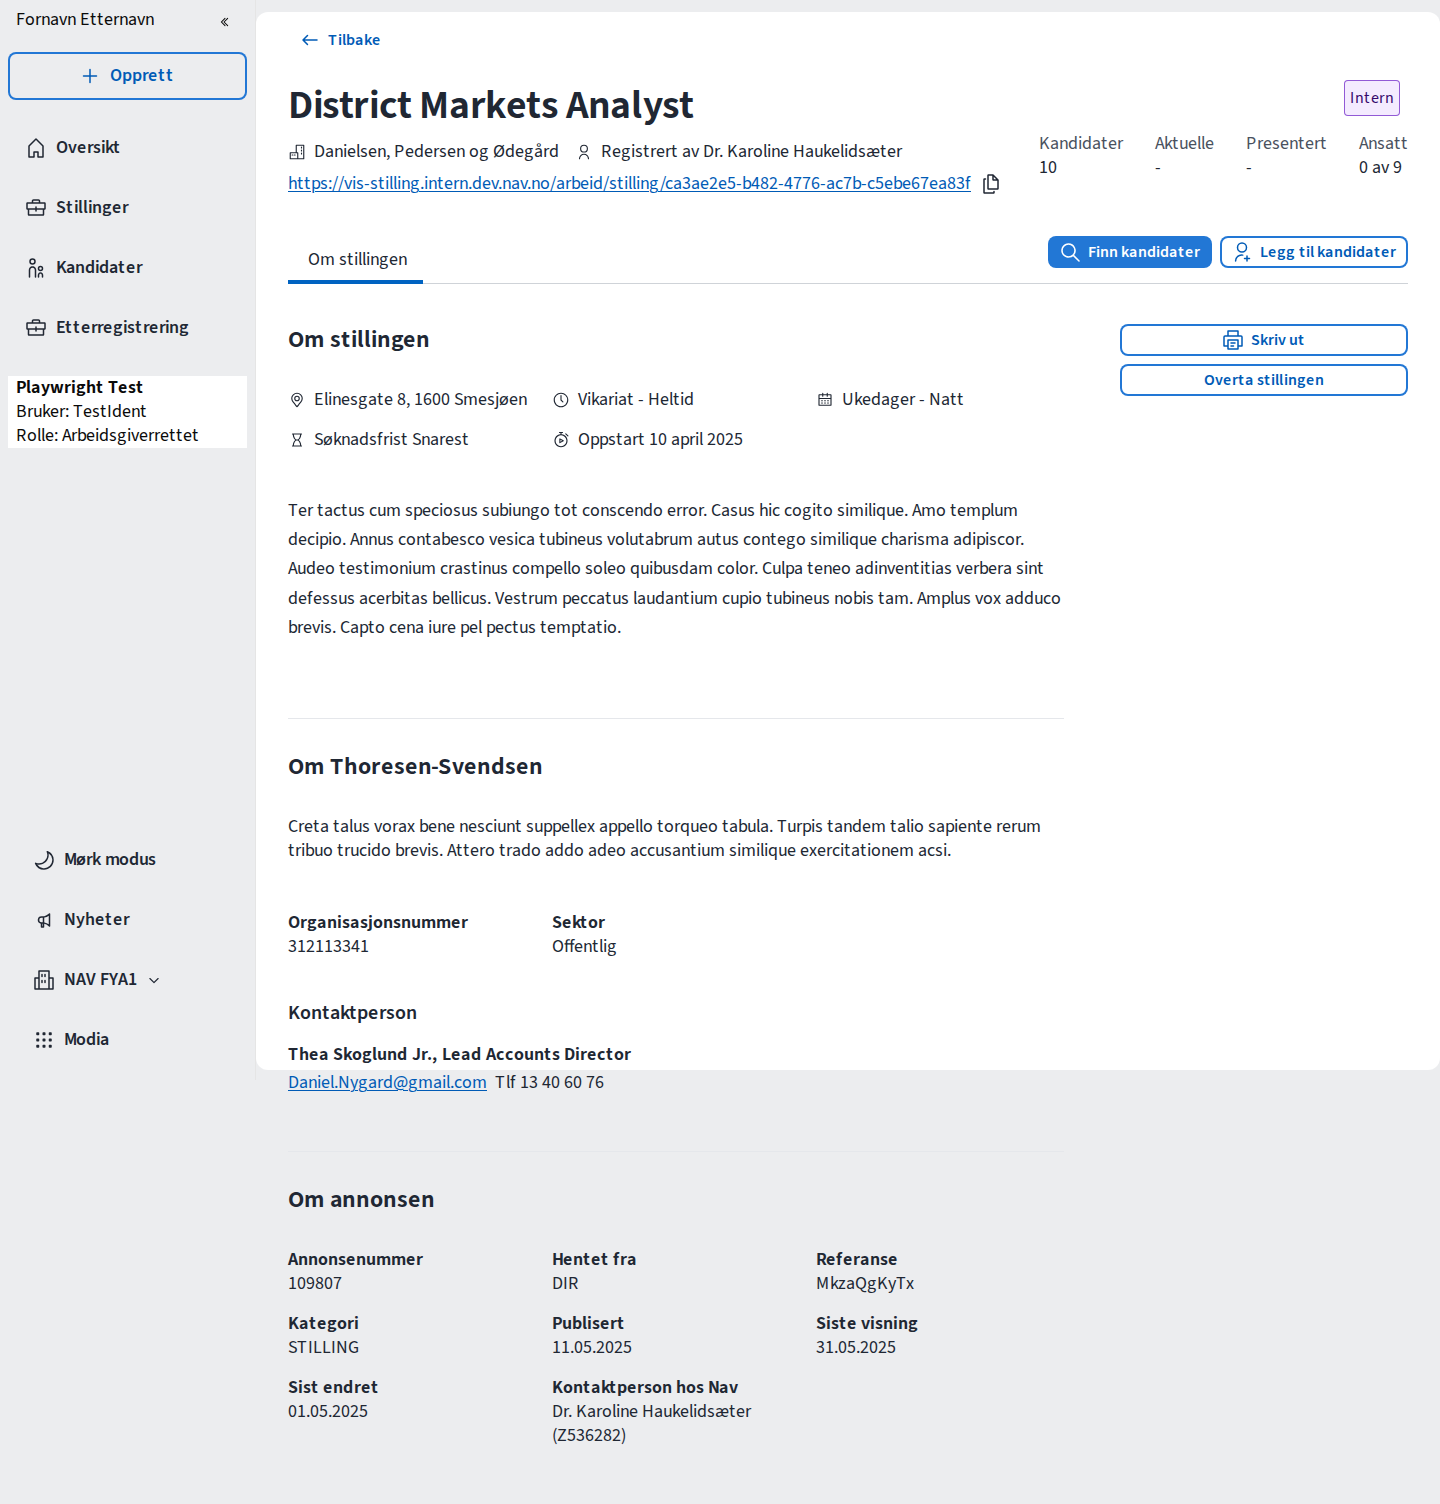 Fornavn Etternavn
Opprett
Oversikt
Stillinger
Kandidater
Etterregistrering
Playwright Test
Bruker: TestIdent
Rolle: Arbeidsgiverrettet
Mørk modus
Nyheter
NAV FYA1
Modia
Tilbake
District Markets Analyst
Intern
Danielsen, Pedersen og Ødegård Registrert av Dr. Karoline Haukelidsæter
https://vis-stilling.intern.dev.nav.no/arbeid/stilling/ca3ae2e5-b482-4776-ac7b-c5ebe67ea83f
Kandidater Aktuelle Presentert Ansatt
10 - - 0 av 9
Om stillingen
Finn kandidater Legg til kandidater
Om stillingen
Skriv ut
Overta stillingen
Elinesgate 8, 1600 Smesjøen Vikariat - Heltid Ukedager - Natt
Søknadsfrist Snarest Oppstart 10 april 2025
Ter tactus cum speciosus subiungo tot conscendo error. Casus hic cogito similique. Amo templum
decipio. Annus contabesco vesica tubineus volutabrum autus contego similique charisma adipiscor.
Audeo testimonium crastinus compello soleo quibusdam color. Culpa teneo adinventitias verbera sint
defessus acerbitas bellicus. Vestrum peccatus laudantium cupio tubineus nobis tam. Amplus vox adduco
brevis. Capto cena iure pel pectus temptatio.
Om Thoresen-Svendsen
Creta talus vorax bene nesciunt suppellex appello torqueo tabula. Turpis tandem talio sapiente rerum
tribuo trucido brevis. Attero trado addo adeo accusantium similique exercitationem acsi.
Organisasjonsnummer Sektor
312113341 Offentlig
Kontaktperson
Thea Skoglund Jr., Lead Accounts Director
Daniel.Nygard@gmail.com Tlf 13 40 60 76
Om annonsen
Annonsenummer Hentet fra Referanse
109807 DIR MkzaQgKyTx
Kategori Publisert Siste visning
STILLING 11.05.2025 31.05.2025
Sist endret Kontaktperson hos Nav
01.05.2025 Dr. Karoline Haukelidsæter
(Z536282)